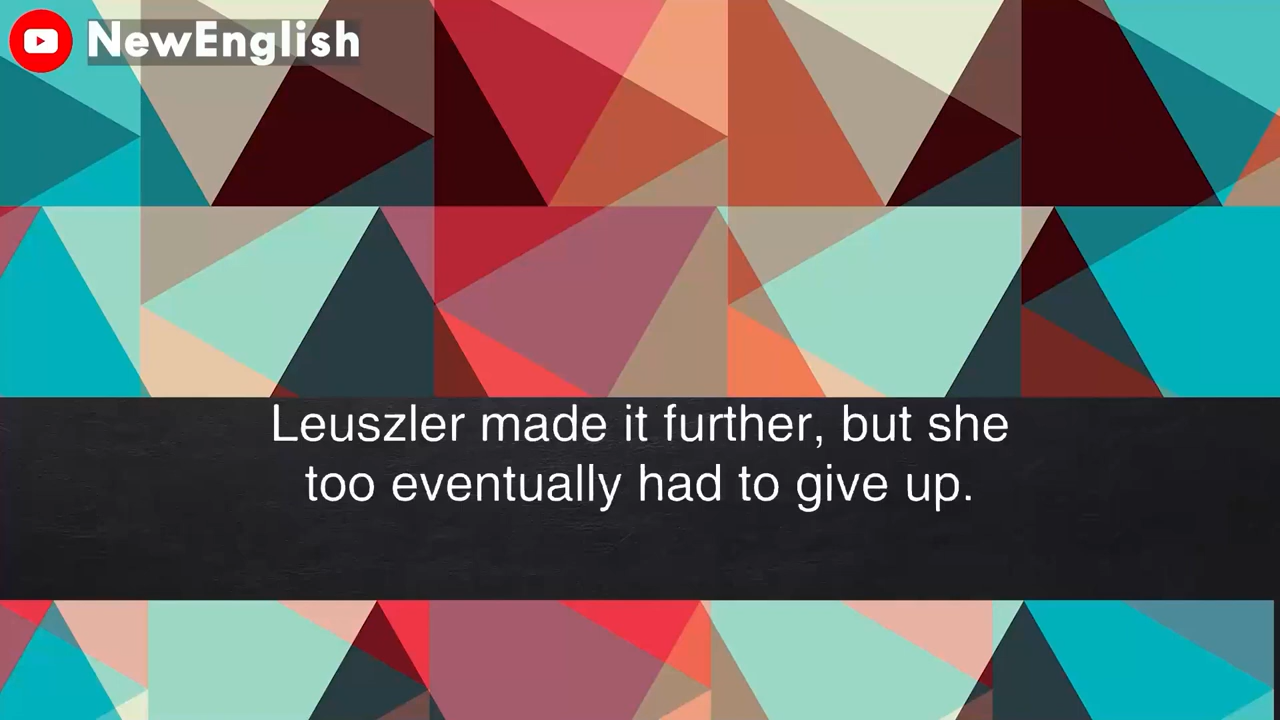 NewEnglish
Leuszler made it further, but she
too eventually had to give up.